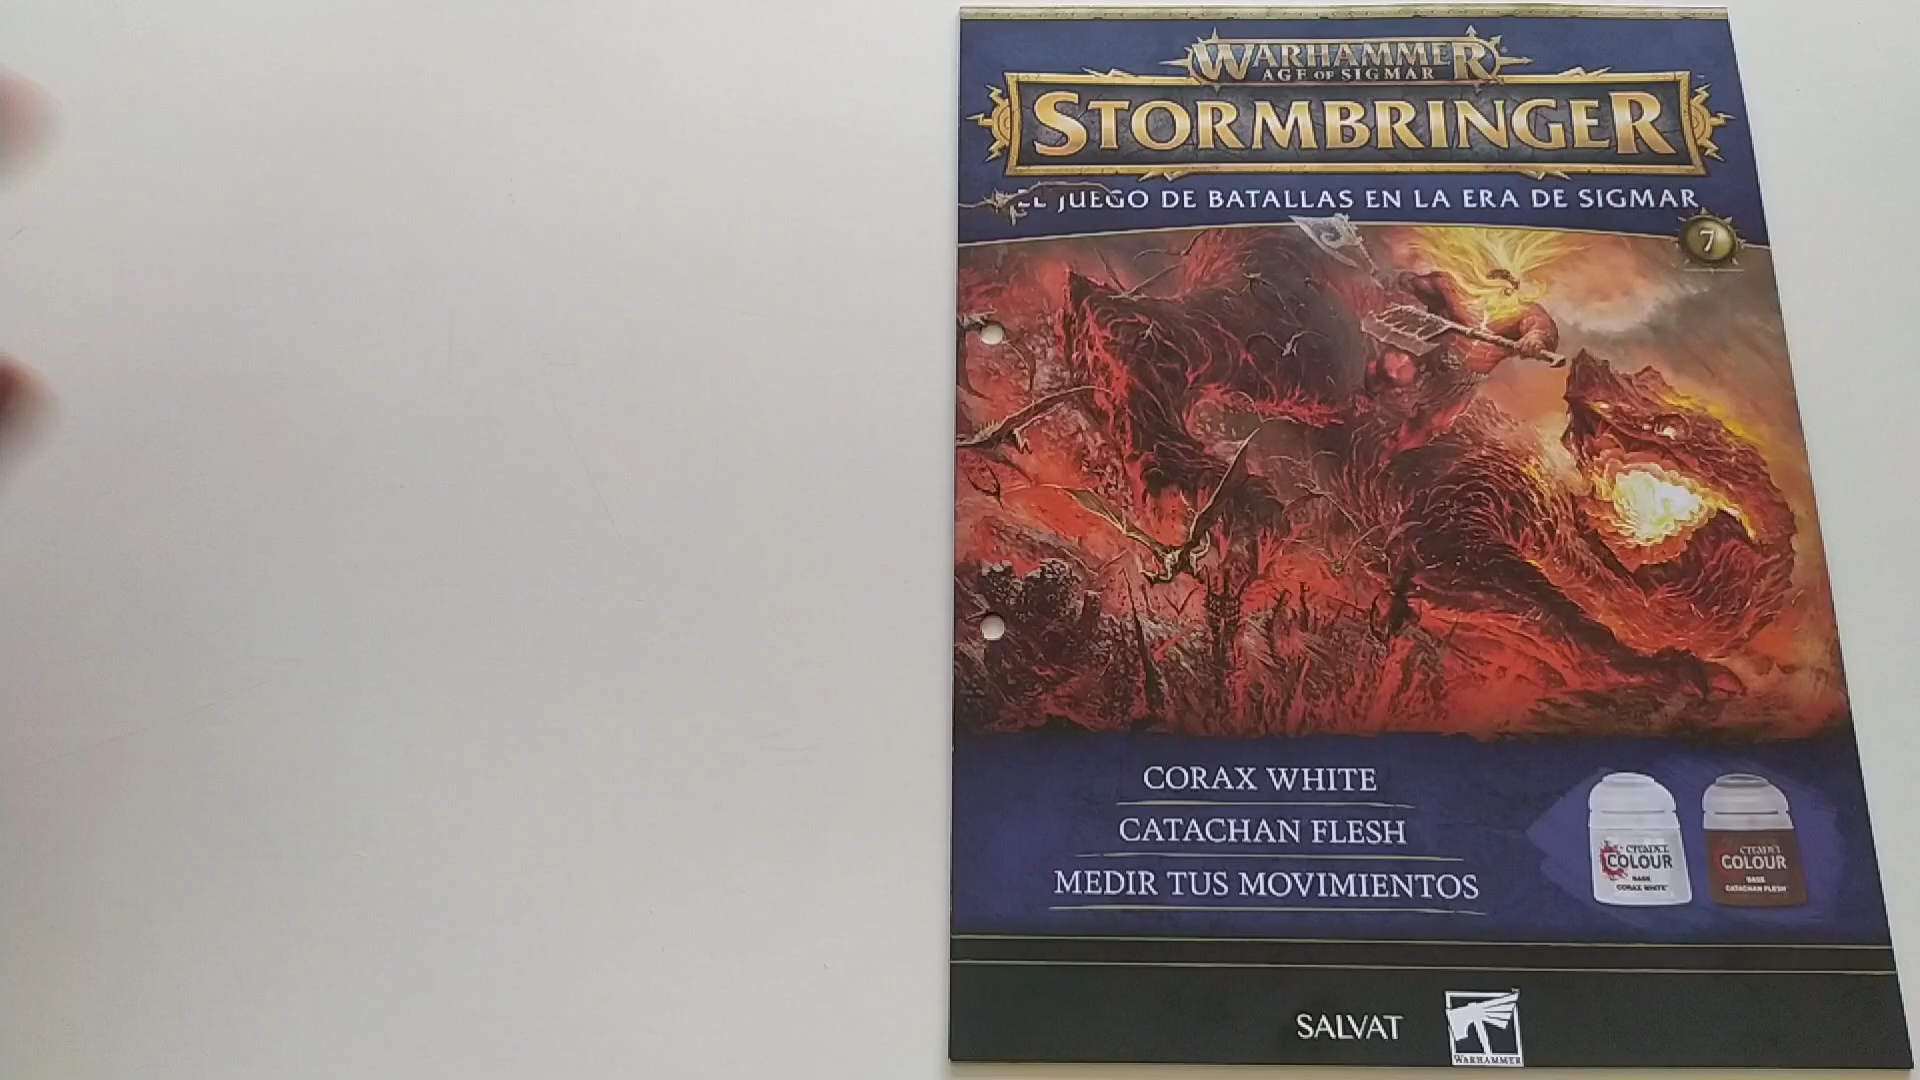 WARHAMMER
AGE OF SIGMAR
STORMBRINGER
EL JUEGO DE BATALLAS EN LA ERA DE SIGMAR
7
CORAX WHITE
CATACHAN FLESH
MEDIR TUS MOVIMIENTOS
CITADEL
COLOUR
BASE
CORAX WHITE
CITADEL
COLOUR
BASE
CATACHAN FLESH
SALVAT
WARHAMMER